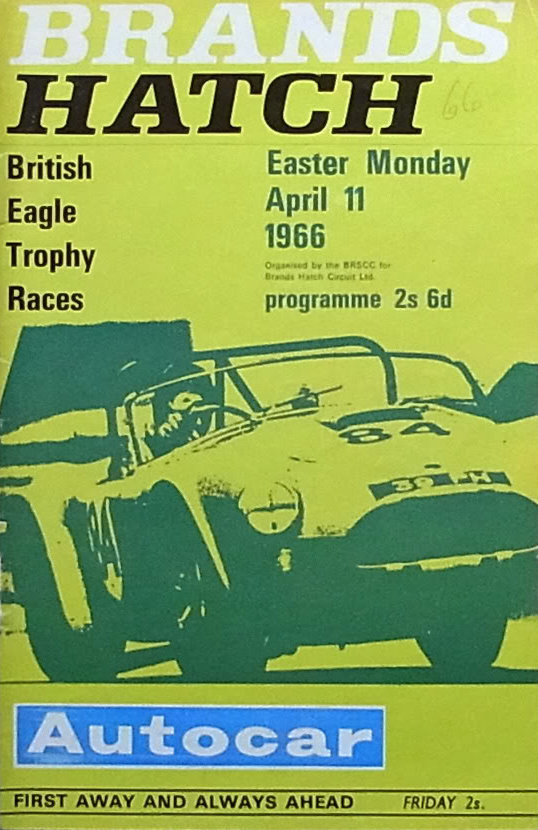 BRANDS
HATCH
66
British
Eagle
Trophy
Races
Easter Monday
April 11
1966
Organised by the BRSCC for
Brands Hatch Circuit Ltd.
programme 2s 6d
84
Autocar
FIRST AWAY AND ALWAYS AHEAD FRIDAY 2s.